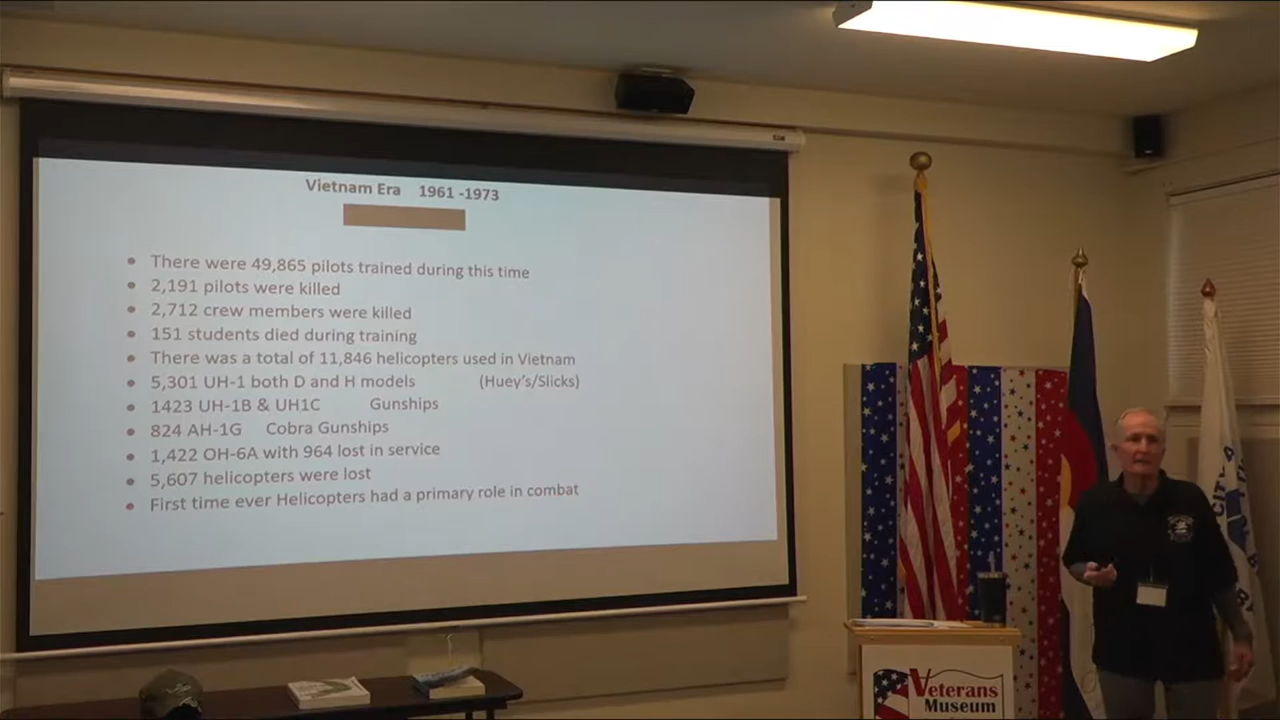 Vietnam Era 1961 -1973
• There were 49,865 pilots trained during this time
• 2,191 pilots were killed
• 2,712 crew members were killed
• 151 students died during training
• There was a total of 11,846 helicopters used in Vietnam
• 5,301 UH-1 both D and H models (Huey's/Slicks)
• 1423 UH-1B & UH1C Gunships
• 824 AH-1G Cobra Gunships
• 1,422 OH-6A with 964 lost in service
• 5,607 helicopters were lost
• First time ever Helicopters had a primary role in combat
Veterans
Museum